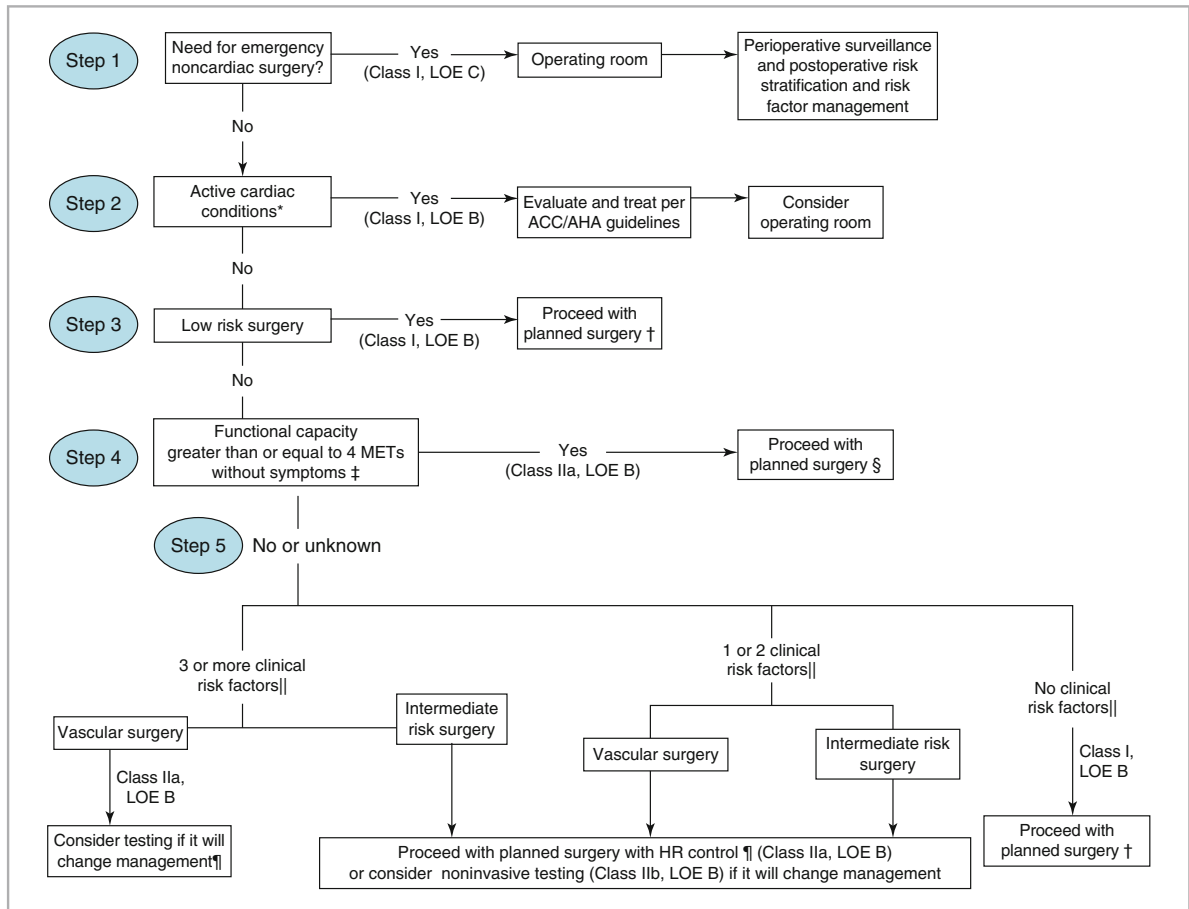 Step 1
Need for emergency
noncardiac surgery?
Yes
(Class I, LOE C)
Operating room
Perioperative surveillance
and postoperative risk
stratification and risk
factor management
No
Step 2
Active cardiac
conditions*
Yes
(Class I, LOE B)
Evaluate and treat per
ACC/AHA guidelines
Consider
operating room
No
Step 3
Low risk surgery
Yes
(Class I, LOE B)
Proceed with
planned surgery †
No
Step 4
Functional capacity
greater than or equal to 4 METs
without symptoms ‡
Yes
(Class IIa, LOE B)
Proceed with
planned surgery §
Step 5
No or unknown
3 or more clinical
risk factors||
Vascular surgery
Intermediate
risk surgery
Class IIa,
LOE B
Consider testing if it will
change management¶
1 or 2 clinical
risk factors||
Vascular surgery
Intermediate risk
surgery
Proceed with planned surgery with HR control ¶ (Class IIa, LOE B)
or consider noninvasive testing (Class IIb, LOE B) if it will change management
No clinical
risk factors||
Class I,
LOE B
Proceed with
planned surgery †